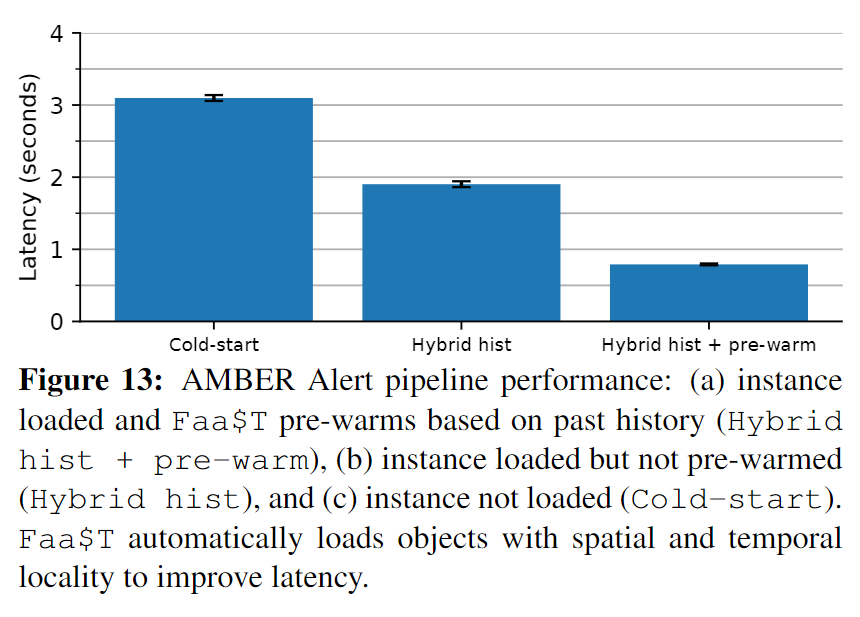 4
3
2
1
0
Latency (seconds)
Cold-start
Hybrid hist
Hybrid hist + pre-warm
Figure 13: AMBER Alert pipeline performance: (a) instance
loaded and Faa$T pre-warms based on past history (Hybrid
hist + pre-warm), (b) instance loaded but not pre-warmed
(Hybrid hist), and (c) instance not loaded (Cold-start).
Faa$T automatically loads objects with spatial and temporal
locality to improve latency.